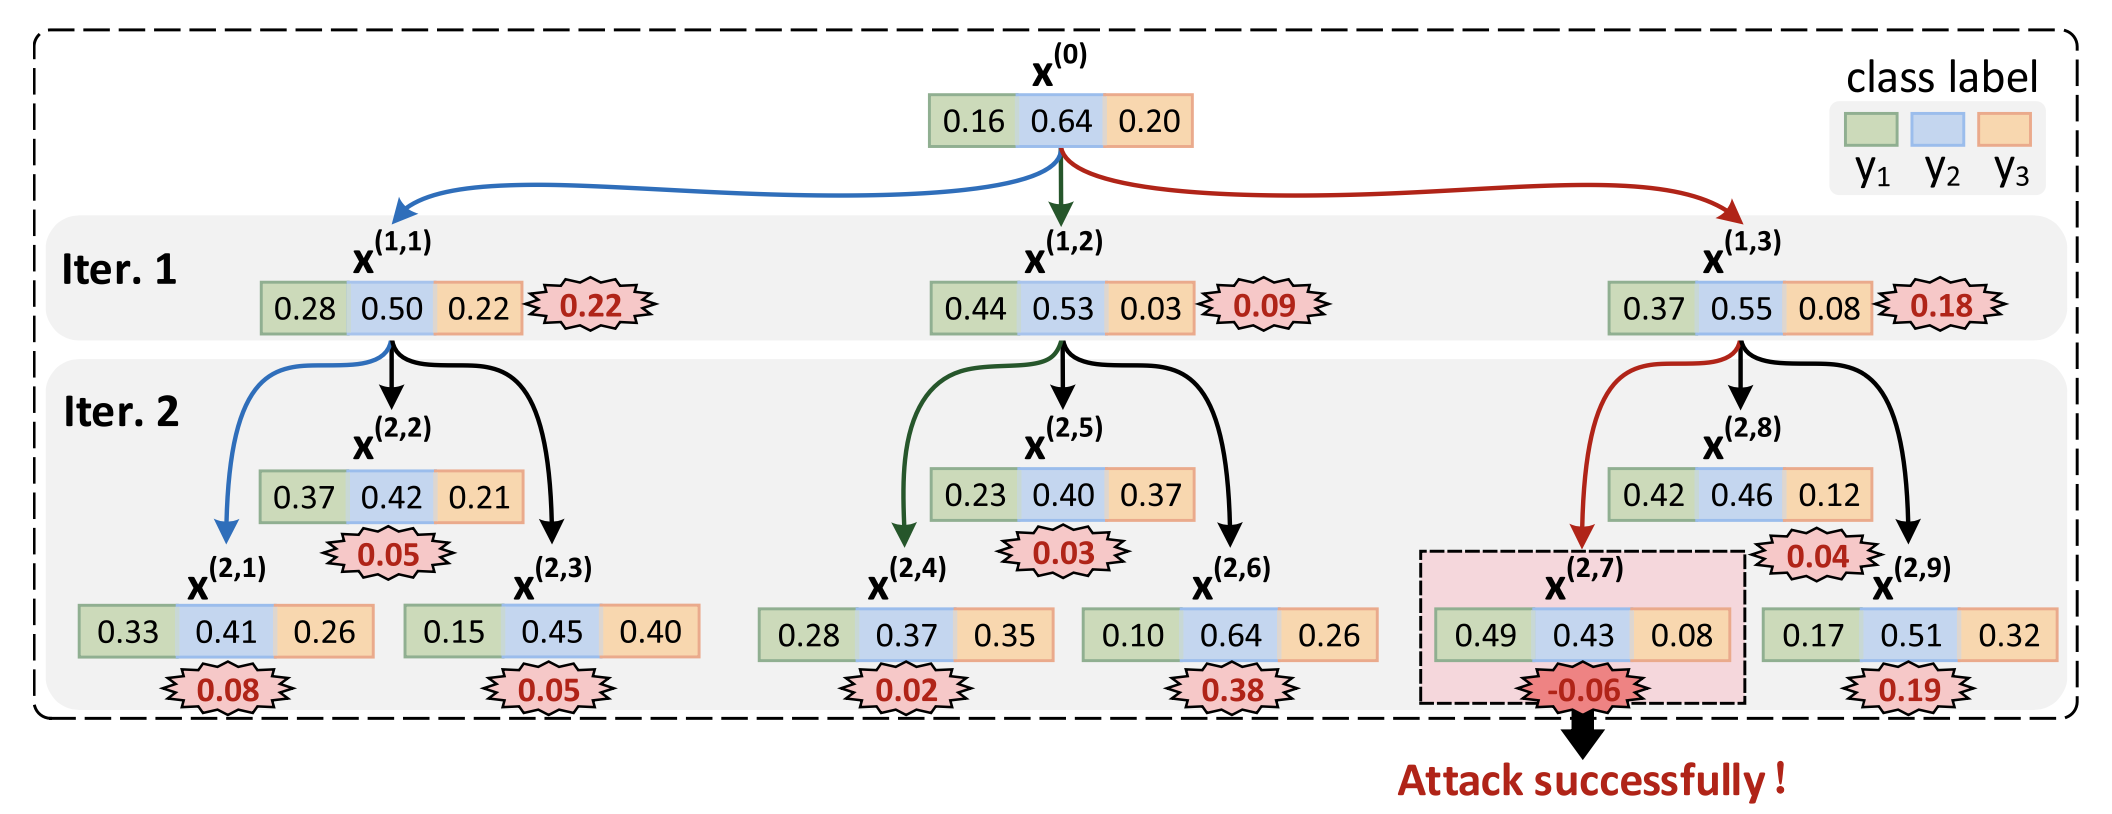 x(0)
0.16 0.64 0.20
class label
y1 y2 y3
Iter. 1
x(1,1)
0.28 0.50 0.22 0.22
x(1,2)
0.44 0.53 0.03 0.09
x(1,3)
0.37 0.55 0.08 0.18
Iter. 2
x(2,2)
0.37 0.42 0.21
0.05
x(2,1)
0.33 0.41 0.26
0.08
x(2,3)
0.15 0.45 0.40
0.05
x(2,5)
0.23 0.40 0.37
0.03
x(2,4)
0.28 0.37 0.35
0.02
x(2,6)
0.10 0.64 0.26
0.38
x(2,8)
0.42 0.46 0.12
0.04
x(2,7)
0.49 0.43 0.08
-0.06
x(2,9)
0.17 0.51 0.32
0.19
Attack successfully!